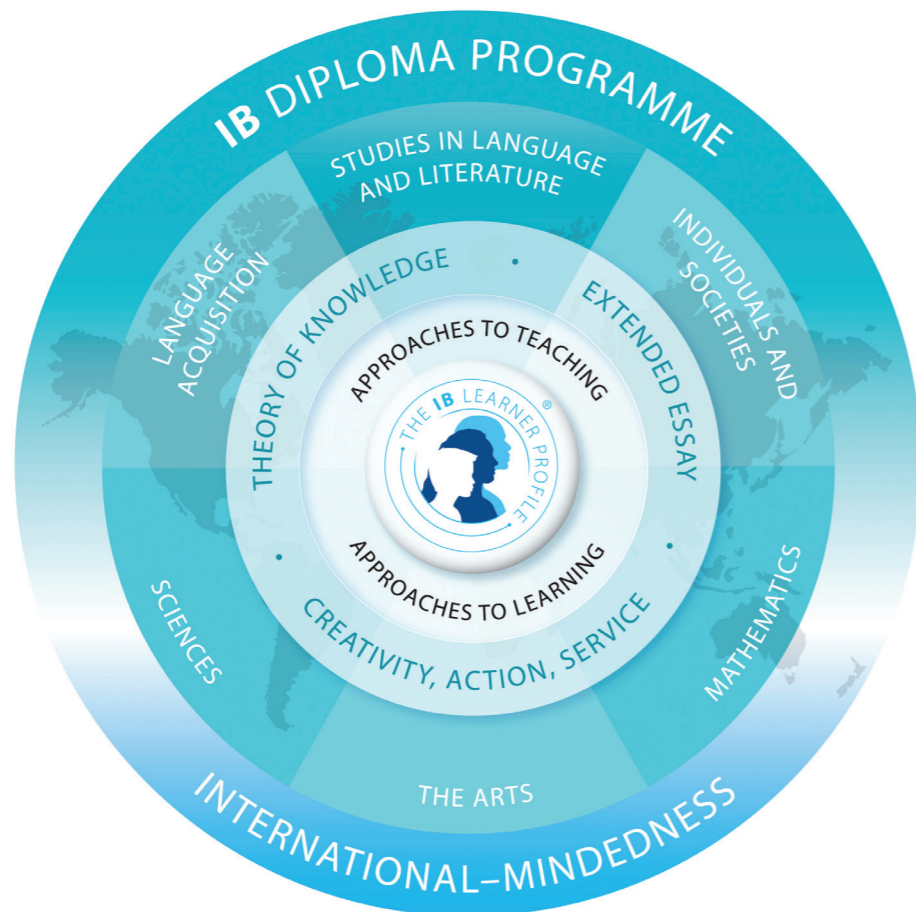 IB DIPLOMA PROGRAMME
STUDIES IN LANGUAGE
AND LITERATURE
LANGUAGE
ACQUISITION
INDIVIDUALS AND
SOCIETIES
THEORY OF KNOWLEDGE
·
EXTENDED ESSAY
·
APPROACHES TO TEACHING
THE IB LEARNER PROFILE
®
APPROACHES TO LEARNING
·
CREATIVITY, ACTION, SERVICE
SCIENCES
MATHEMATICS
THE ARTS
INTERNATIONAL–MINDEDNESS